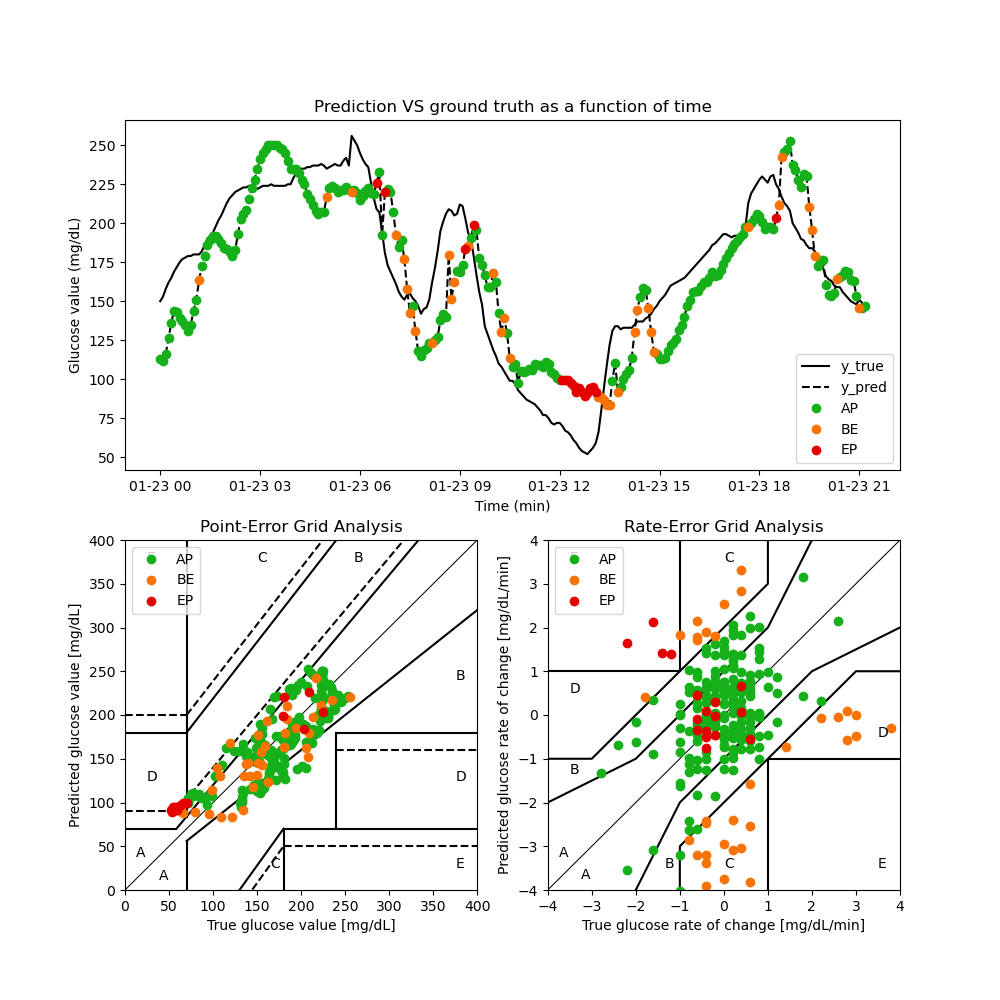 Prediction VS ground truth as a function of time
Glucose value (mg/dL)
250
225
200
175
150
125
100
75
50
y_true
y_pred
AP
BE
EP
01-23 00 01-23 03 01-23 06 01-23 09 01-23 12 01-23 15 01-23 18 01-23 21
Time (min)
Point-Error Grid Analysis
Predicted glucose value [mg/dL]
400
350
300
250
200
150
100
50
0
AP
BE
EP
C
B
B
D
D
A
A
C
E
0 50 100 150 200 250 300 350 400
True glucose value [mg/dL]
Rate-Error Grid Analysis
Predicted glucose rate of change [mg/dL/min]
4
3
2
1
0
−1
−2
−3
−4
AP
BE
EP
C
D
D
B
A
A
B
C
E
−4 −3 −2 −1 0 1 2 3 4
True glucose rate of change [mg/dL/min]